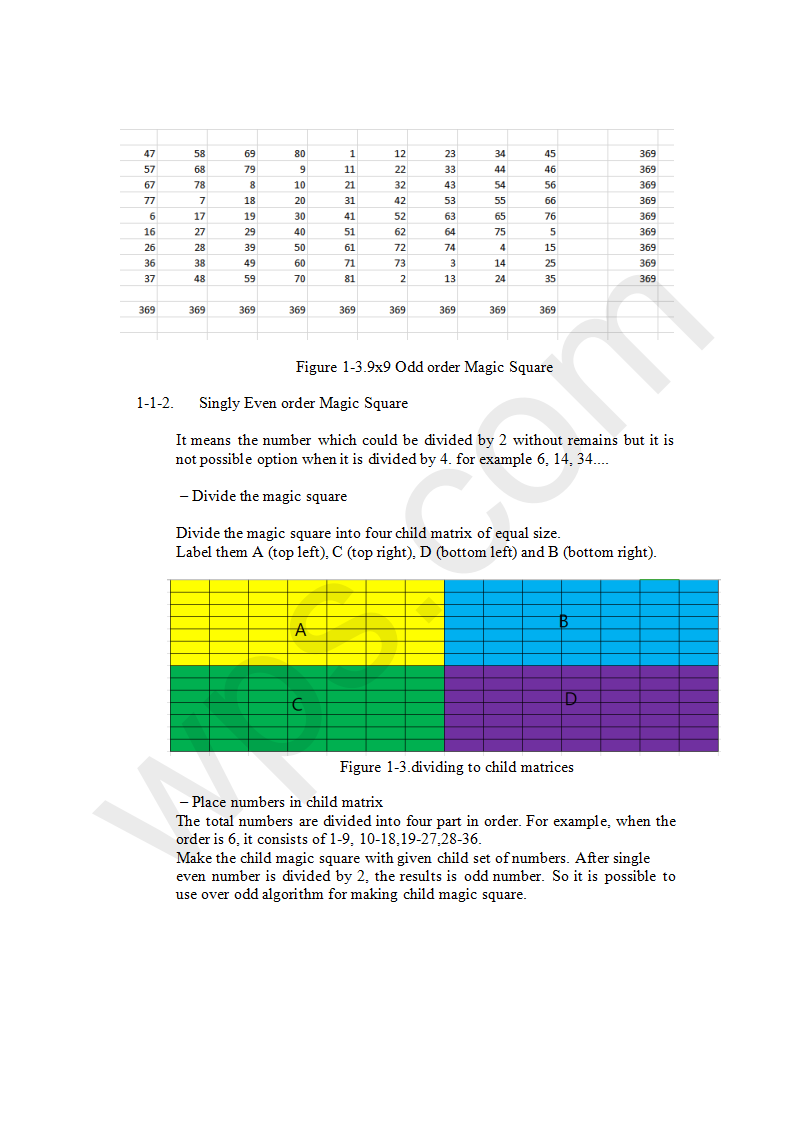 47 58 69 80 1 12 23 34 45 369
57 68 79 9 11 22 33 44 46 369
67 78 8 10 21 32 43 54 56 369
77 7 18 20 31 42 53 55 66 369
6 17 19 30 41 52 63 65 76 369
16 27 29 40 51 62 64 75 5 369
26 28 39 50 61 72 74 4 15 369
36 38 49 60 71 73 3 14 25 369
37 48 59 70 81 2 13 24 35 369
369 369 369 369 369 369 369 369 369
Figure 1-3.9x9 Odd order Magic Square
1-1-2. Singly Even order Magic Square
It means the number which could be divided by 2 without remains but it is
not possible option when it is divided by 4. for example 6, 14, 34....
– Divide the magic square
Divide the magic square into four child matrix of equal size.
Label them A (top left), C (top right), D (bottom left) and B (bottom right).
A B
C D
Figure 1-3.dividing to child matrices
– Place numbers in child matrix
The total numbers are divided into four part in order. For example, when the
order is 6, it consists of 1-9, 10-18,19-27,28-36.
Make the child magic square with given child set of numbers. After single
even number is divided by 2, the results is odd number. So it is possible to
use over odd algorithm for making child magic square.
wps.com